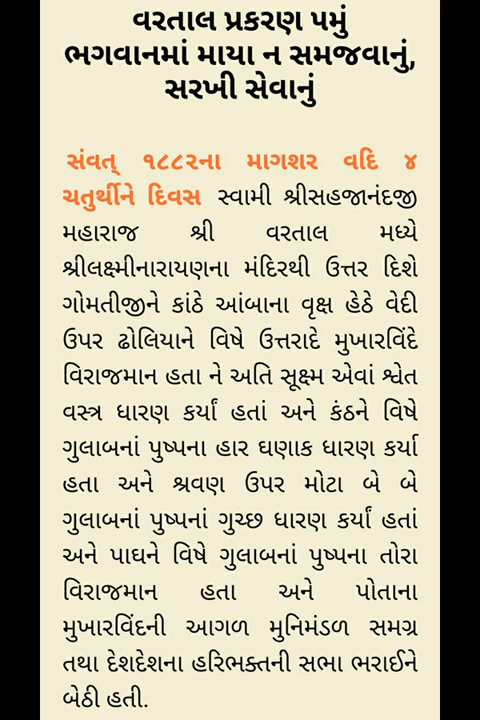 વરતાલ પ્રકરણ ૫મું
ભગવાનમાં માયા ન સમજવાનું,
સરખી સેવાનું
સંવત્ ૧૮૮૨ના માગશર વદિ ૪
ચતુર્થીને દિવસ સ્વામી શ્રીસહજાનંદજી
મહારાજ શ્રી વરતાલ મધ્યે
શ્રીલક્ષ્મીનારાયણના મંદિરથી ઉત્તર દિશે
ગોમતીજીને કાંઠે આંબાના વૃક્ષ હેઠે વેદી
ઉપર ઢોલિયાને વિષે ઉત્તરાદે મુખારવિંદે
વિરાજમાન હતા ને અતિ સૂક્ષ્મ એવાં શ્વેત
વસ્ત્ર ધારણ કર્યાં હતાં અને કંઠને વિષે
ગુલાબનાં પુષ્પના હાર ઘણાક ધારણ કર્યા
હતા અને શ્રવણ ઉપર મોટા બે બે
ગુલાબનાં પુષ્પનાં ગુચ્છ ધારણ કર્યાં હતાં
અને પાઘને વિષે ગુલાબનાં પુષ્પના તોરા
વિરાજમાન હતા અને પોતાના
મુખારવિંદની આગળ મુનિમંડળ સમગ્ર
તથા દેશદેશના હરિભક્તની સભા ભરાઈને
બેઠી હતી.